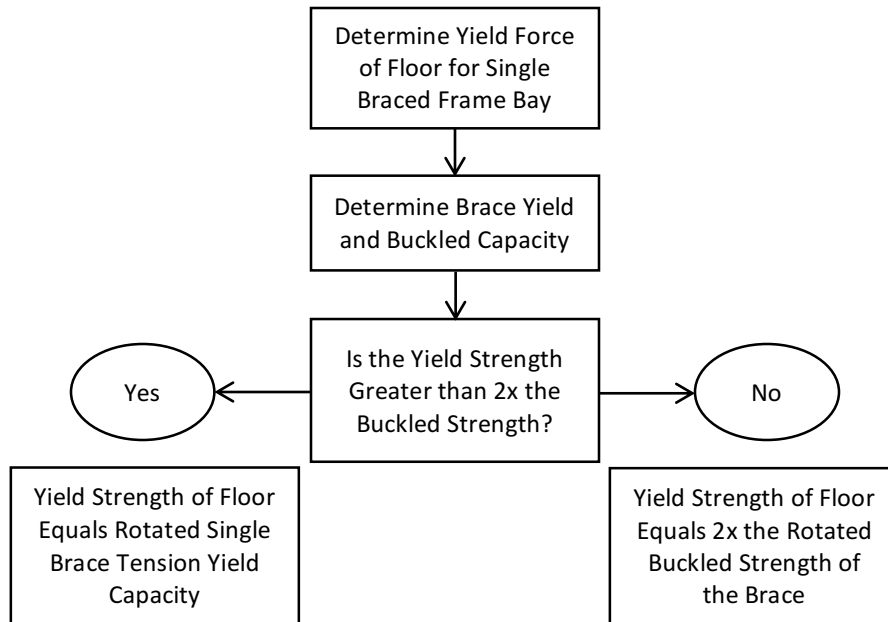 Determine Yield Force
of Floor for Single
Braced Frame Bay
Determine Brace Yield
and Buckled Capacity
Is the Yield Strength
Greater than 2x the
Buckled Strength?
Yes
No
Yield Strength of Floor
Equals Rotated Single
Brace Tension Yield
Capacity
Yield Strength of Floor
Equals 2x the Rotated
Buckled Strength of
the Brace